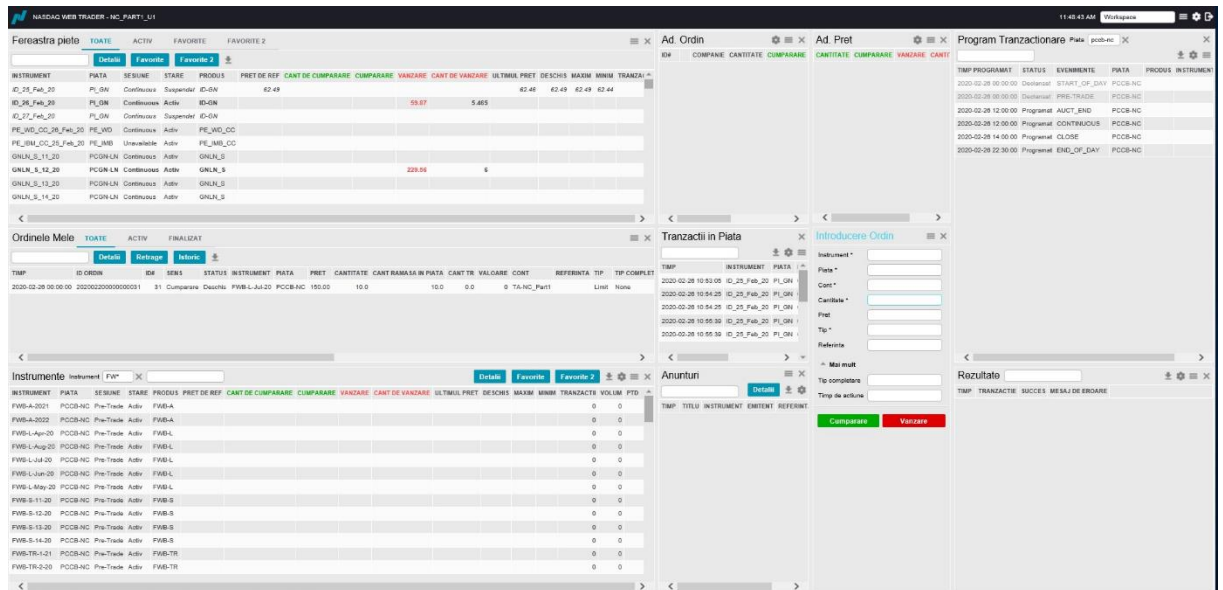 NASDAQ WEB TRADER - NC_PART1_U1
11:48:43 AM Workspace
Fereastra piete TOATE ACTIV FAVORITE FAVORITE 2
Detalii Favorite Favorite 2
INSTRUMENT PIATA SESIUNE STARE PRODUS PRET DE REF CANT DE CUMPARARE CUMPARARE VANZARE CANT DE VANZARE ULTIMUL PRET DESCHIS MAXIM MINIM TRANZAC
ID_25_Feb_20 PI_GN Continuous Suspendat ID-GN 62.49 62.48 62.49 62.49 62.44
ID_26_Feb_20 PI_GN Continuous Activ ID-GN 59.87 5.465
ID_27_Feb_20 PI_GN Continuous Suspendat ID-GN
PE_WD_CC_26_Feb_20 PE_WD Continuous Activ PE_WD_CC
PE_IBM_CC_25_Feb_20 PE_IMB Unavailable Activ PE_IMB_CC
GNLN_S_11_20 PCGN-LN Continuous Activ GNLN_S
GNLN_S_12_20 PCGN-LN Continuous Activ GNLN_S 229.56 6
GNLN_S_13_20 PCGN-LN Continuous Activ GNLN_S
GNLN_S_14_20 PCGN-LN Continuous Activ GNLN_S
Ad. Ordin
ID# COMPANIE CANTITATE CUMPARARE
Ad. Pret
CANTITATE CUMPARARE VANZARE CANTI
Program Tranzactionare Piata pccb-nc
TIMP PROGRAMAT STATUS EVENIMENTE PIATA PRODUS INSTRUMENT
2020-02-26 00:00:00 Declansat START_OF_DAY PCCB-NC
2020-02-26 00:00:00 Declansat PRE-TRADE PCCB-NC
2020-02-26 12:00:00 Programat AUCT_END PCCB-NC
2020-02-26 12:00:00 Programat CONTINUOUS PCCB-NC
2020-02-26 14:00:00 Programat CLOSE PCCB-NC
2020-02-26 22:30:00 Programat END_OF_DAY PCCB-NC
Ordinele Mele TOATE ACTIV FINALIZAT
Detalii Retrage Istoric
TIMP ID ORDIN ID# SENS STATUS INSTRUMENT PIATA PRET CANTITATE CANT RAMASA IN PIATA CANT TR VALOARE CONT REFERINTA TIP TIP COMPLET
2020-02-26 00:00:00 31 Cumparare Deschis FWB-L-Jul-20 PCCB-NC 150.00 10.0 10.0 0.0 0 TA-NC_Part1 Limit None
Tranzactii in Piata
TIMP INSTRUMENT PIATA
2020-02-26 10:53:05 ID_25_Feb_20 PI_GN
2020-02-26 10:54:25 ID_25_Feb_20 PI_GN
2020-02-26 10:54:25 ID_25_Feb_20 PI_GN
2020-02-26 10:55:39 ID_25_Feb_20 PI_GN
2020-02-26 10:55:39 ID_25_Feb_20 PI_GN
Introducere Ordin
Instrument *
Piata *
Cont *
Cantitate *
Pret
Tip *
Referinta
Mai mult
Tip completare
Timp de actiune
Cumparare Vanzare
Instrumente Instrument FW*
Detalii Favorite Favorite 2
INSTRUMENT PIATA SESIUNE STARE PRODUS PRET DE REF CANT DE CUMPARARE CUMPARARE VANZARE CANT DE VANZARE ULTIMUL PRET DESCHIS MAXIM MINIM TRANZACTII VOLUM PTD
FWB-A-2021 PCCB-NC Pre-Trade Activ FWB-A 0 0
FWB-A-2022 PCCB-NC Pre-Trade Activ FWB-A 0 0
FWB-L-Apr-20 PCCB-NC Pre-Trade Activ FWB-L 0 0
FWB-L-Aug-20 PCCB-NC Pre-Trade Activ FWB-L 0 0
FWB-L-Jul-20 PCCB-NC Pre-Trade Activ FWB-L 0 0
FWB-L-Jun-20 PCCB-NC Pre-Trade Activ FWB-L 0 0
FWB-L-May-20 PCCB-NC Pre-Trade Activ FWB-L 0 0
FWB-S-11-20 PCCB-NC Pre-Trade Activ FWB-S 0 0
FWB-S-12-20 PCCB-NC Pre-Trade Activ FWB-S 0 0
FWB-S-13-20 PCCB-NC Pre-Trade Activ FWB-S 0 0
FWB-S-14-20 PCCB-NC Pre-Trade Activ FWB-S 0 0
FWB-TR-1-21 PCCB-NC Pre-Trade Activ FWB-TR 0 0
FWB-TR-2-20 PCCB-NC Pre-Trade Activ FWB-TR 0 0
Anunturi
Detalii
TIMP TITLU INSTRUMENT EMITENT REFERINT
Rezultate
TIMP TRANZACTIE SUCCES MESAJ DE EROARE